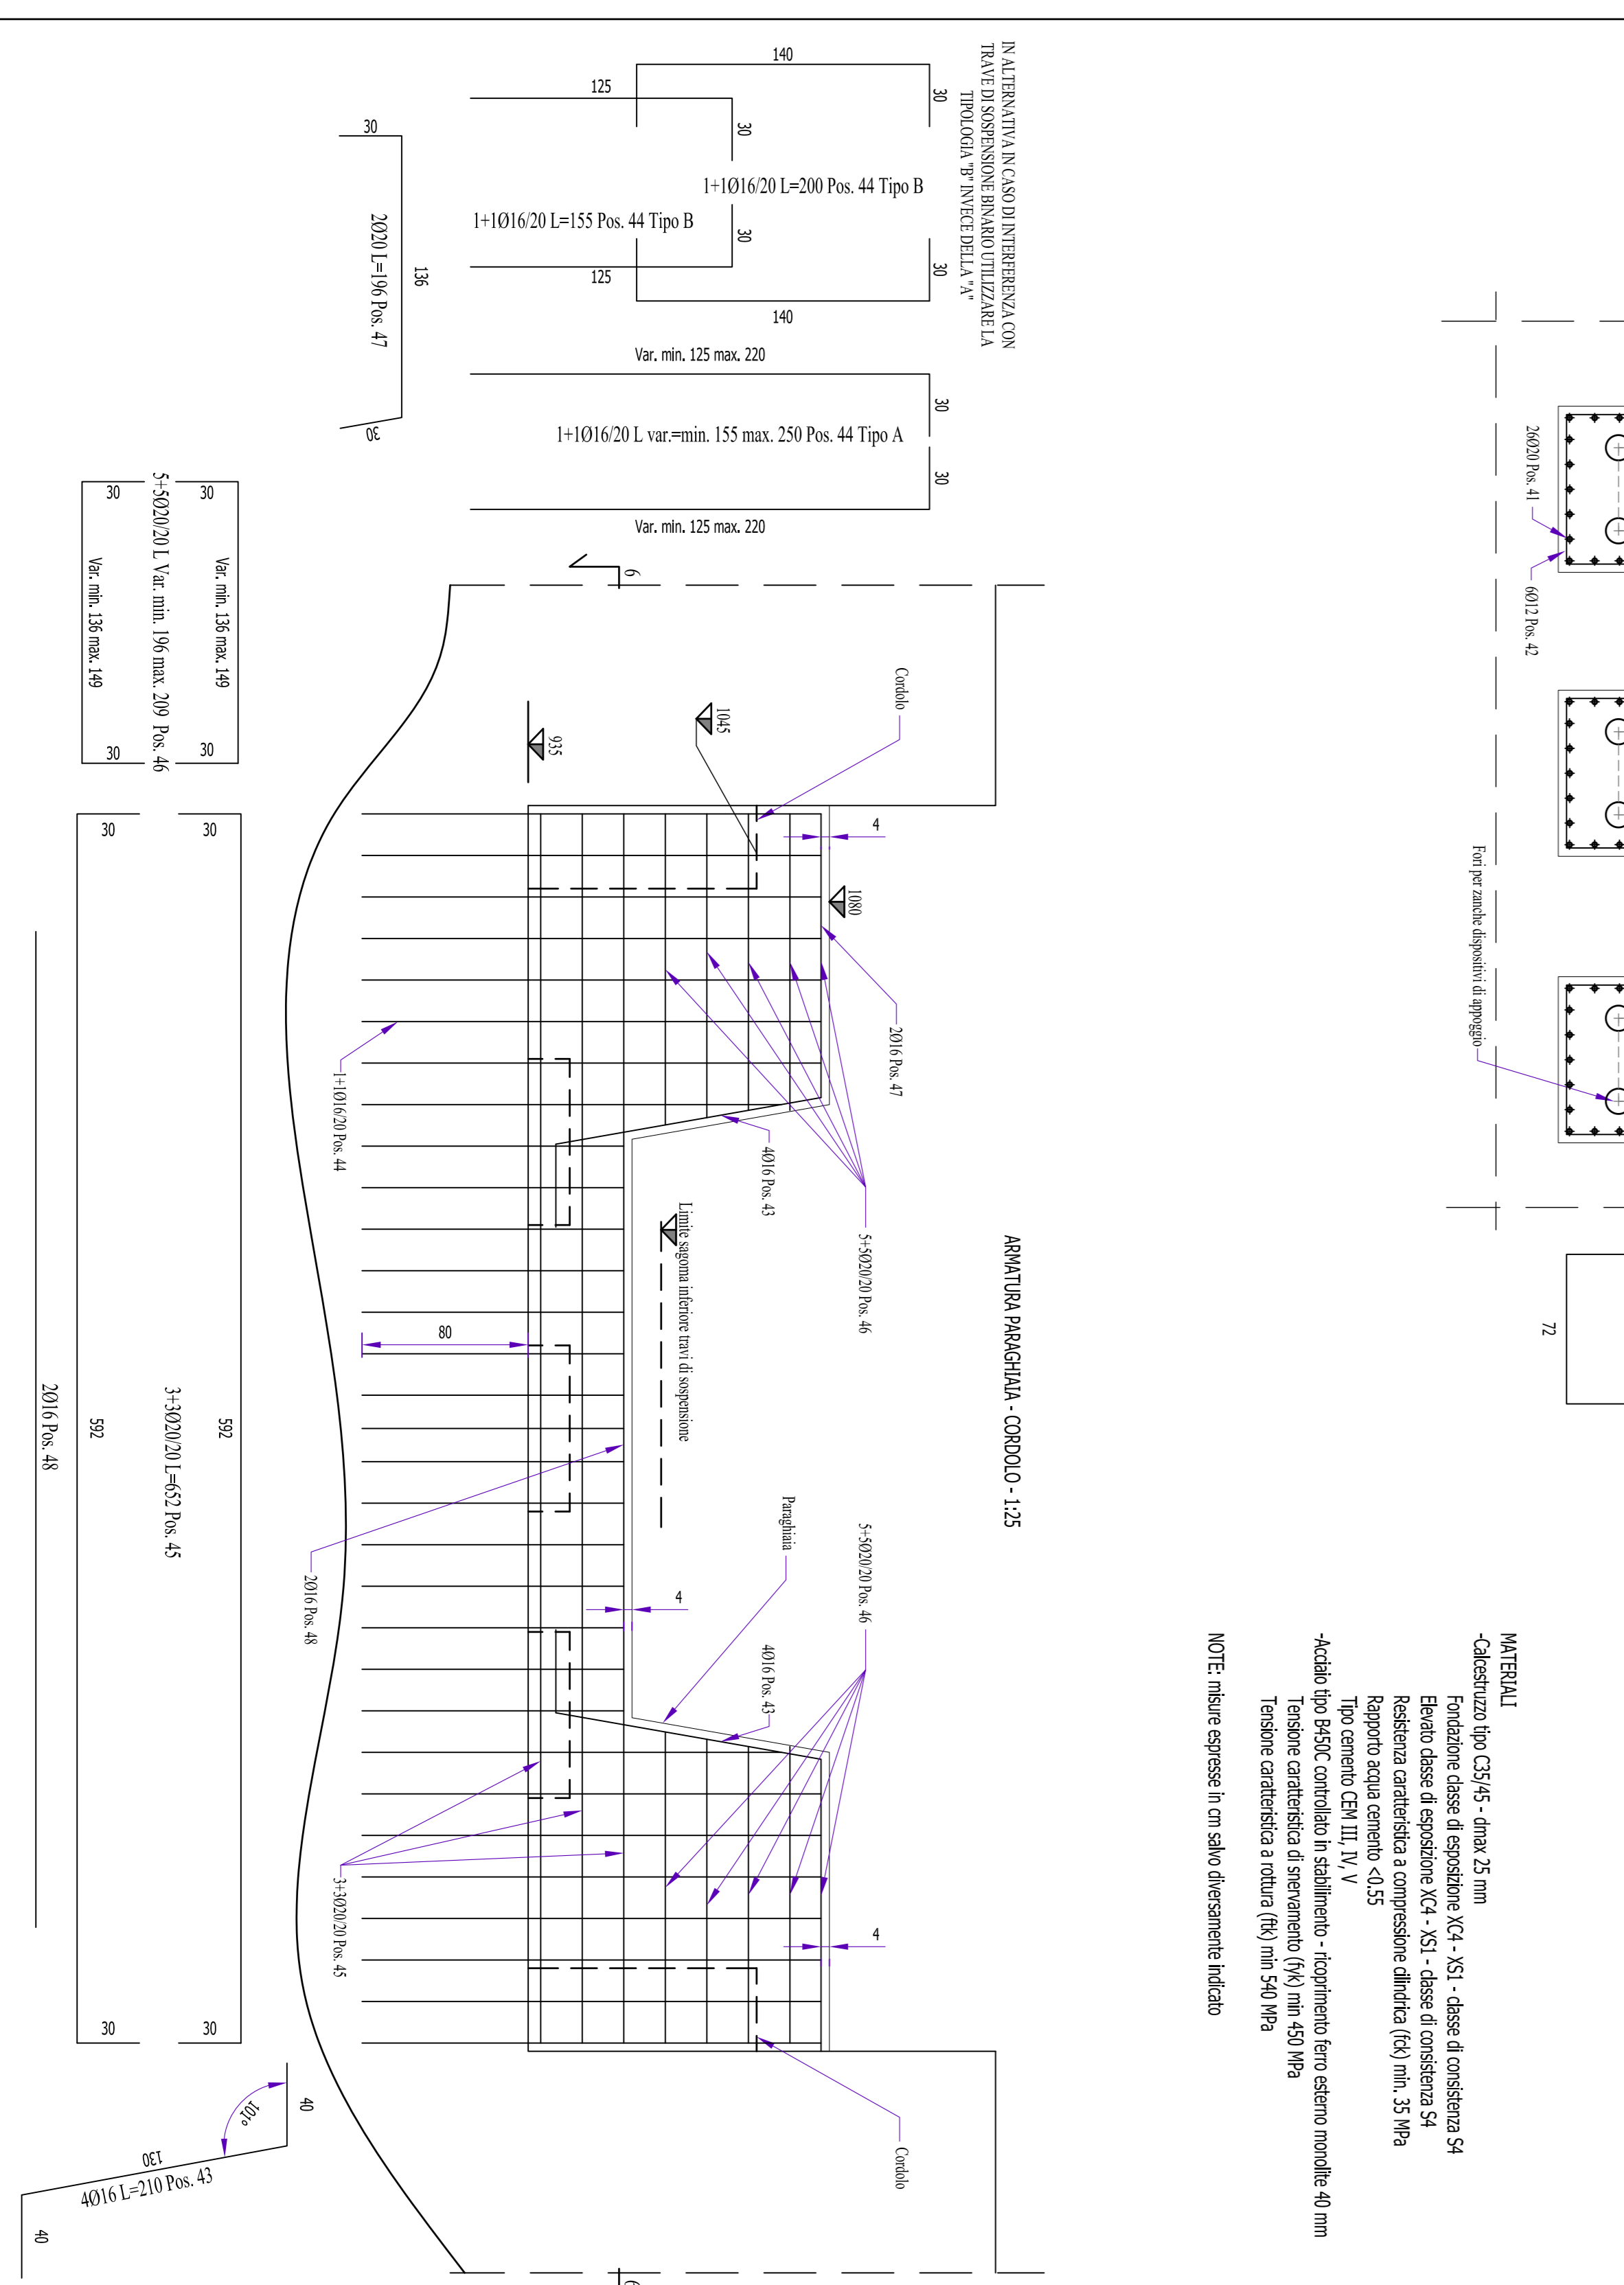 IN ALTERNATIVA IN CASO DI INTERFERENZA CON
TRAVE DI SOSPENSIONE BINARIO UTILIZZARE LA
TIPOLOGIA "B" INVECE DELLA "A"
140
30
125
30
1+1Ø16/20 L=200 Pos. 44 Tipo B
1+1Ø16/20 L=155 Pos. 44 Tipo B
30
30
125
140
30
136
2Ø20 L=196 Pos. 47
30
Var. min. 125 max. 220
30
1+1Ø16/20 L var.=min. 155 max. 250 Pos. 44 Tipo A
30
Var. min. 125 max. 220
30
30
Var. min. 136 max. 149
5+5Ø20/20 L Var. min. 196 max. 209 Pos. 46
Var. min. 136 max. 149
30
30
30
30
592
3+3Ø20/20 L=652 Pos. 45
592
30
30
2Ø16 Pos. 48
40
101°
130
4Ø16 L=210 Pos. 43
40
26Ø20 Pos. 41
6Ø12 Pos. 42
Fori per zanche dispositivi di appoggio
72
ARMATURA PARAGHIAIA - CORDOLO - 1:25
6
Cordolo
1045
935
4
1080
2Ø16 Pos. 47
5+5Ø20/20 Pos. 46
4Ø16 Pos. 43
1+1Ø16/20 Pos. 44
Limite sagoma inferiore travi di sospensione
80
2Ø16 Pos. 48
Paraghiaia
4
5+5Ø20/20 Pos. 46
4Ø16 Pos. 43
3+3Ø20/20 Pos. 45
4
Cordolo
6
MATERIALI
-Calcestruzzo tipo C35/45 - dmax 25 mm
Fondazione classe di esposizione XC4 - XS1 - classe di consistenza S4
Elevato classe di esposizione XC4 - XS1 - classe di consistenza S4
Resistenza caratteristica a compressione cilindrica (fck) min. 35 MPa
Rapporto acqua cemento <0.55
Tipo cemento CEM III, IV, V
-Acciaio tipo B450C controllato in stabilimento - ricoprimento ferro esterno monolite 40 mm
Tensione caratteristica di snervamento (fyk) min 450 MPa
Tensione caratteristica a rottura (ftk) min 540 MPa
NOTE: misure espresse in cm salvo diversamente indicato